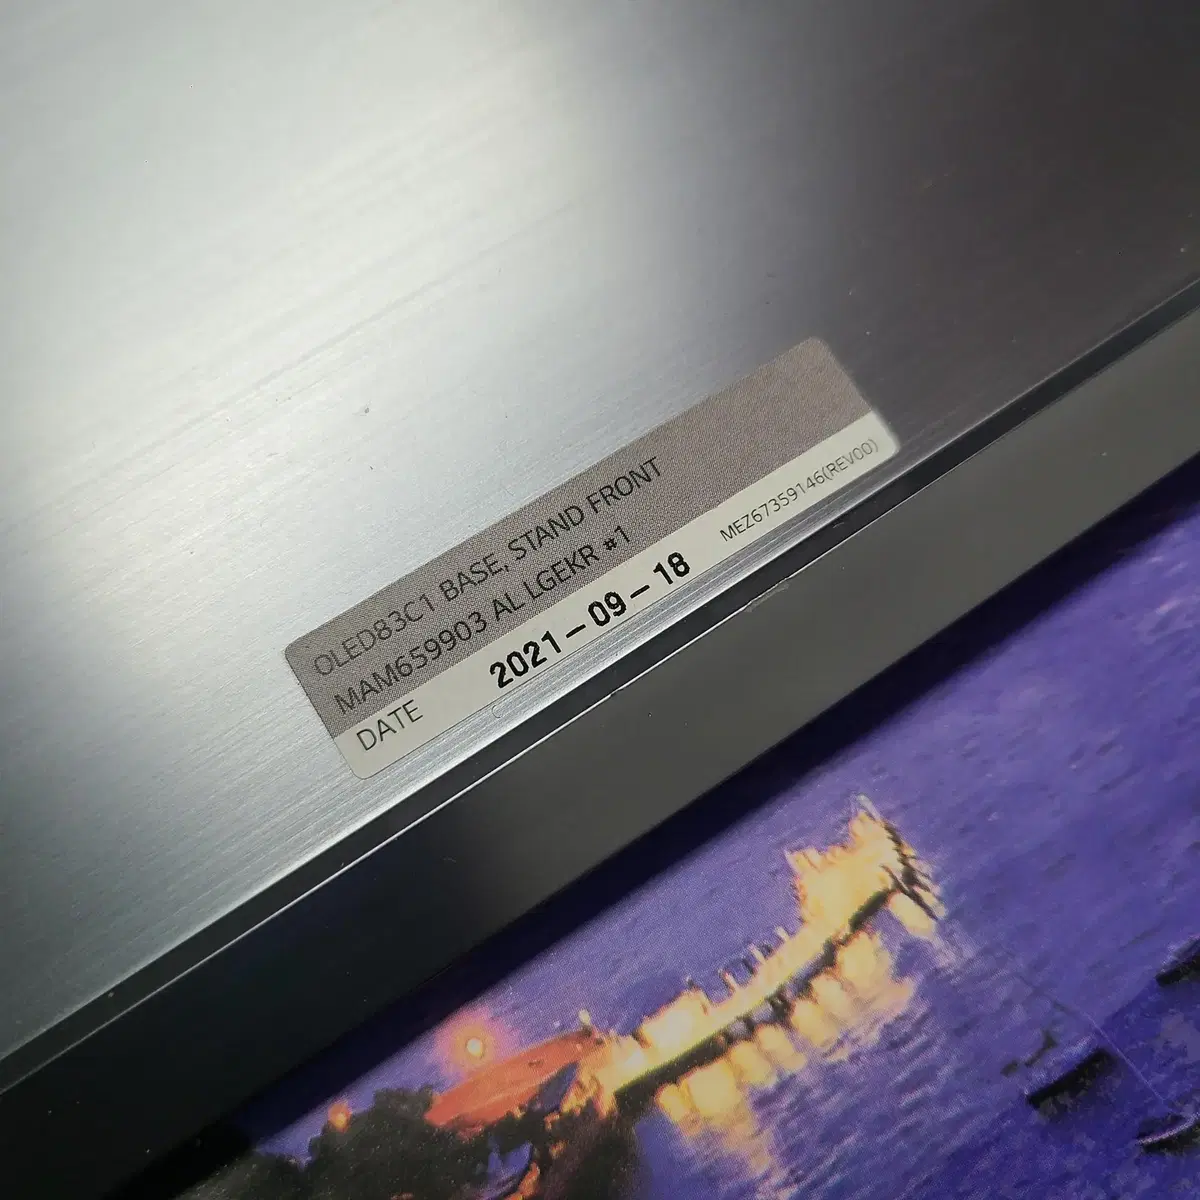 OLED83C1 BASE, STAND FRONT
MAM659903 AL LGEKR #1
DATE 2021-09-18 MEZ67359146(REV00)